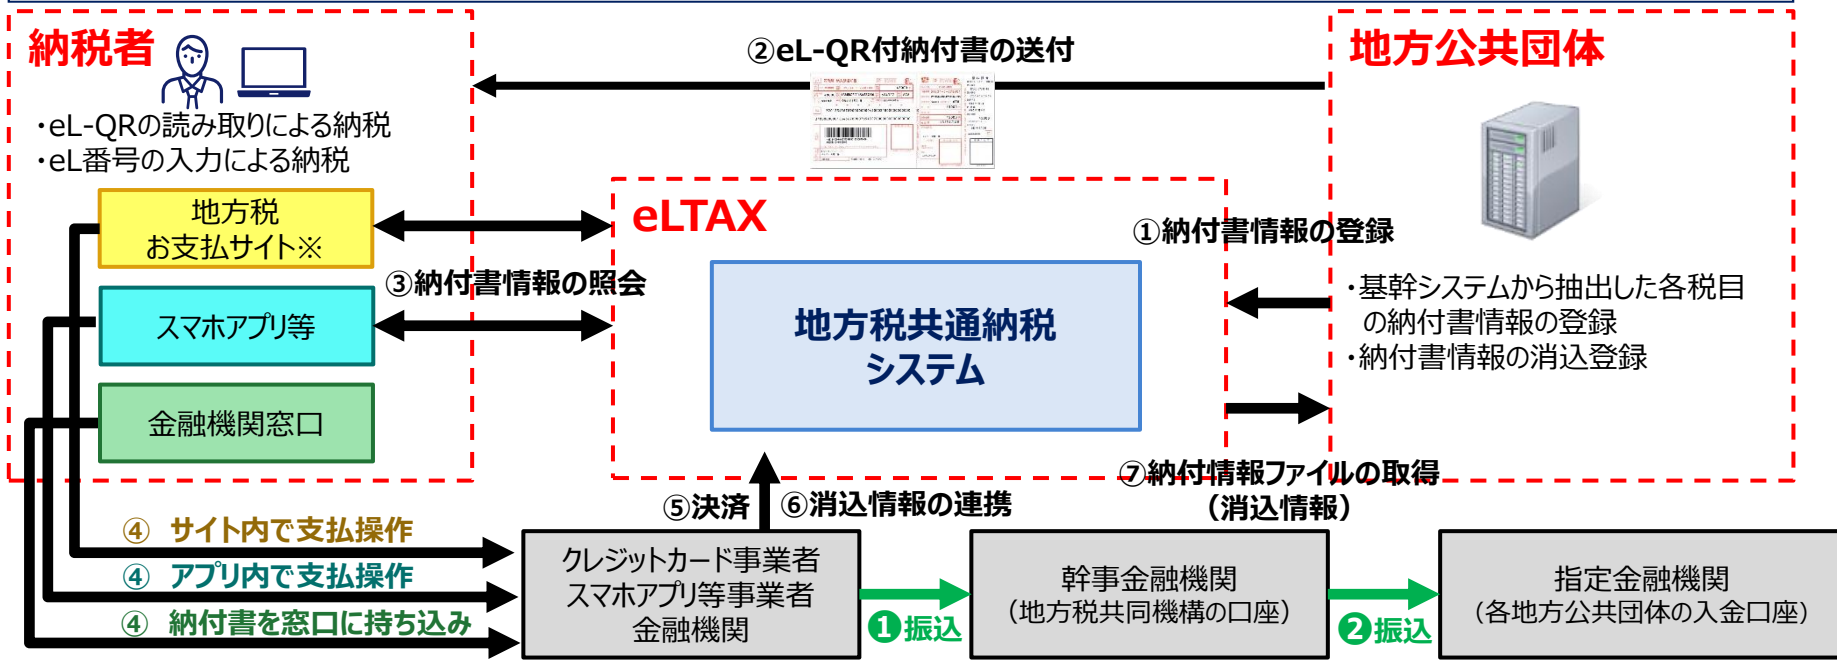 納税者
・eL-QRの読み取りによる納税
・eL番号の入力による納税
地方税
お支払サイト※
スマホアプリ等
金融機関窓口
②eL-QR付納付書の送付
地方公共団体
eLTAX
①納付書情報の登録
③納付書情報の照会
地方税共通納税
システム
・基幹システムから抽出した各税目
の納付書情報の登録
・納付書情報の消込登録
⑦納付情報ファイルの取得
（消込情報）
⑤決済
⑥消込情報の連携
④ サイト内で支払操作
④ アプリ内で支払操作
④ 納付書を窓口に持ち込み
クレジットカード事業者
スマホアプリ等事業者
金融機関
❶振込
幹事金融機関
（地方税共同機構の口座）
❷振込
指定金融機関
（各地方公共団体の入金口座）